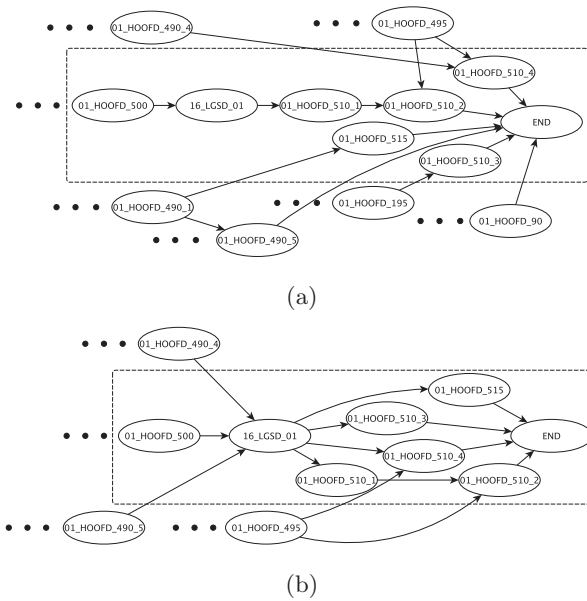 01_HOOFD_490_4
01_HOOFD_495
01_HOOFD_510_4
01_HOOFD_500
16_LGSD_01
01_HOOFD_510_1
01_HOOFD_510_2
END
01_HOOFD_515
01_HOOFD_510_3
01_HOOFD_490_1
01_HOOFD_195
01_HOOFD_90
01_HOOFD_490_5
(a)
01_HOOFD_490_4
01_HOOFD_515
01_HOOFD_510_3
01_HOOFD_500
16_LGSD_01
END
01_HOOFD_510_4
01_HOOFD_510_1
01_HOOFD_510_2
01_HOOFD_490_5
01_HOOFD_495
(b)